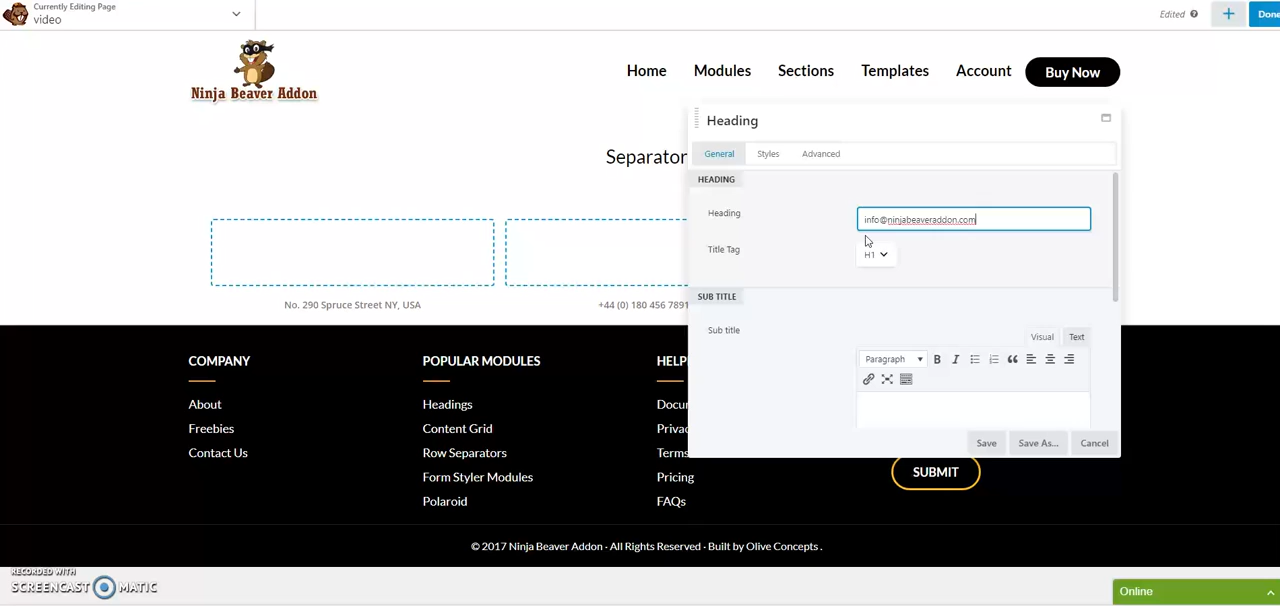 Currently Editing Page
video
Edited
Done
Ninja Beaver Addon
Home Modules Sections Templates Account Buy Now
Separator
Heading
General Styles Advanced
HEADING
Heading
info@ninjabeaveraddon.com
Title Tag
H1
SUB TITLE
Sub title
Visual Text
Paragraph
Save Save As... Cancel
No. 290 Spruce Street NY, USA
+44 (0) 180 456 7891
COMPANY
About
Freebies
Contact Us
POPULAR MODULES
Headings
Content Grid
Row Separators
Form Styler Modules
Polaroid
HELP
Docu
Priva
Terms
Pricing
FAQs
SUBMIT
© 2017 Ninja Beaver Addon · All Rights Reserved · Built by Olive Concepts .
RECORDED WITH
SCREENCAST MATIC
Online